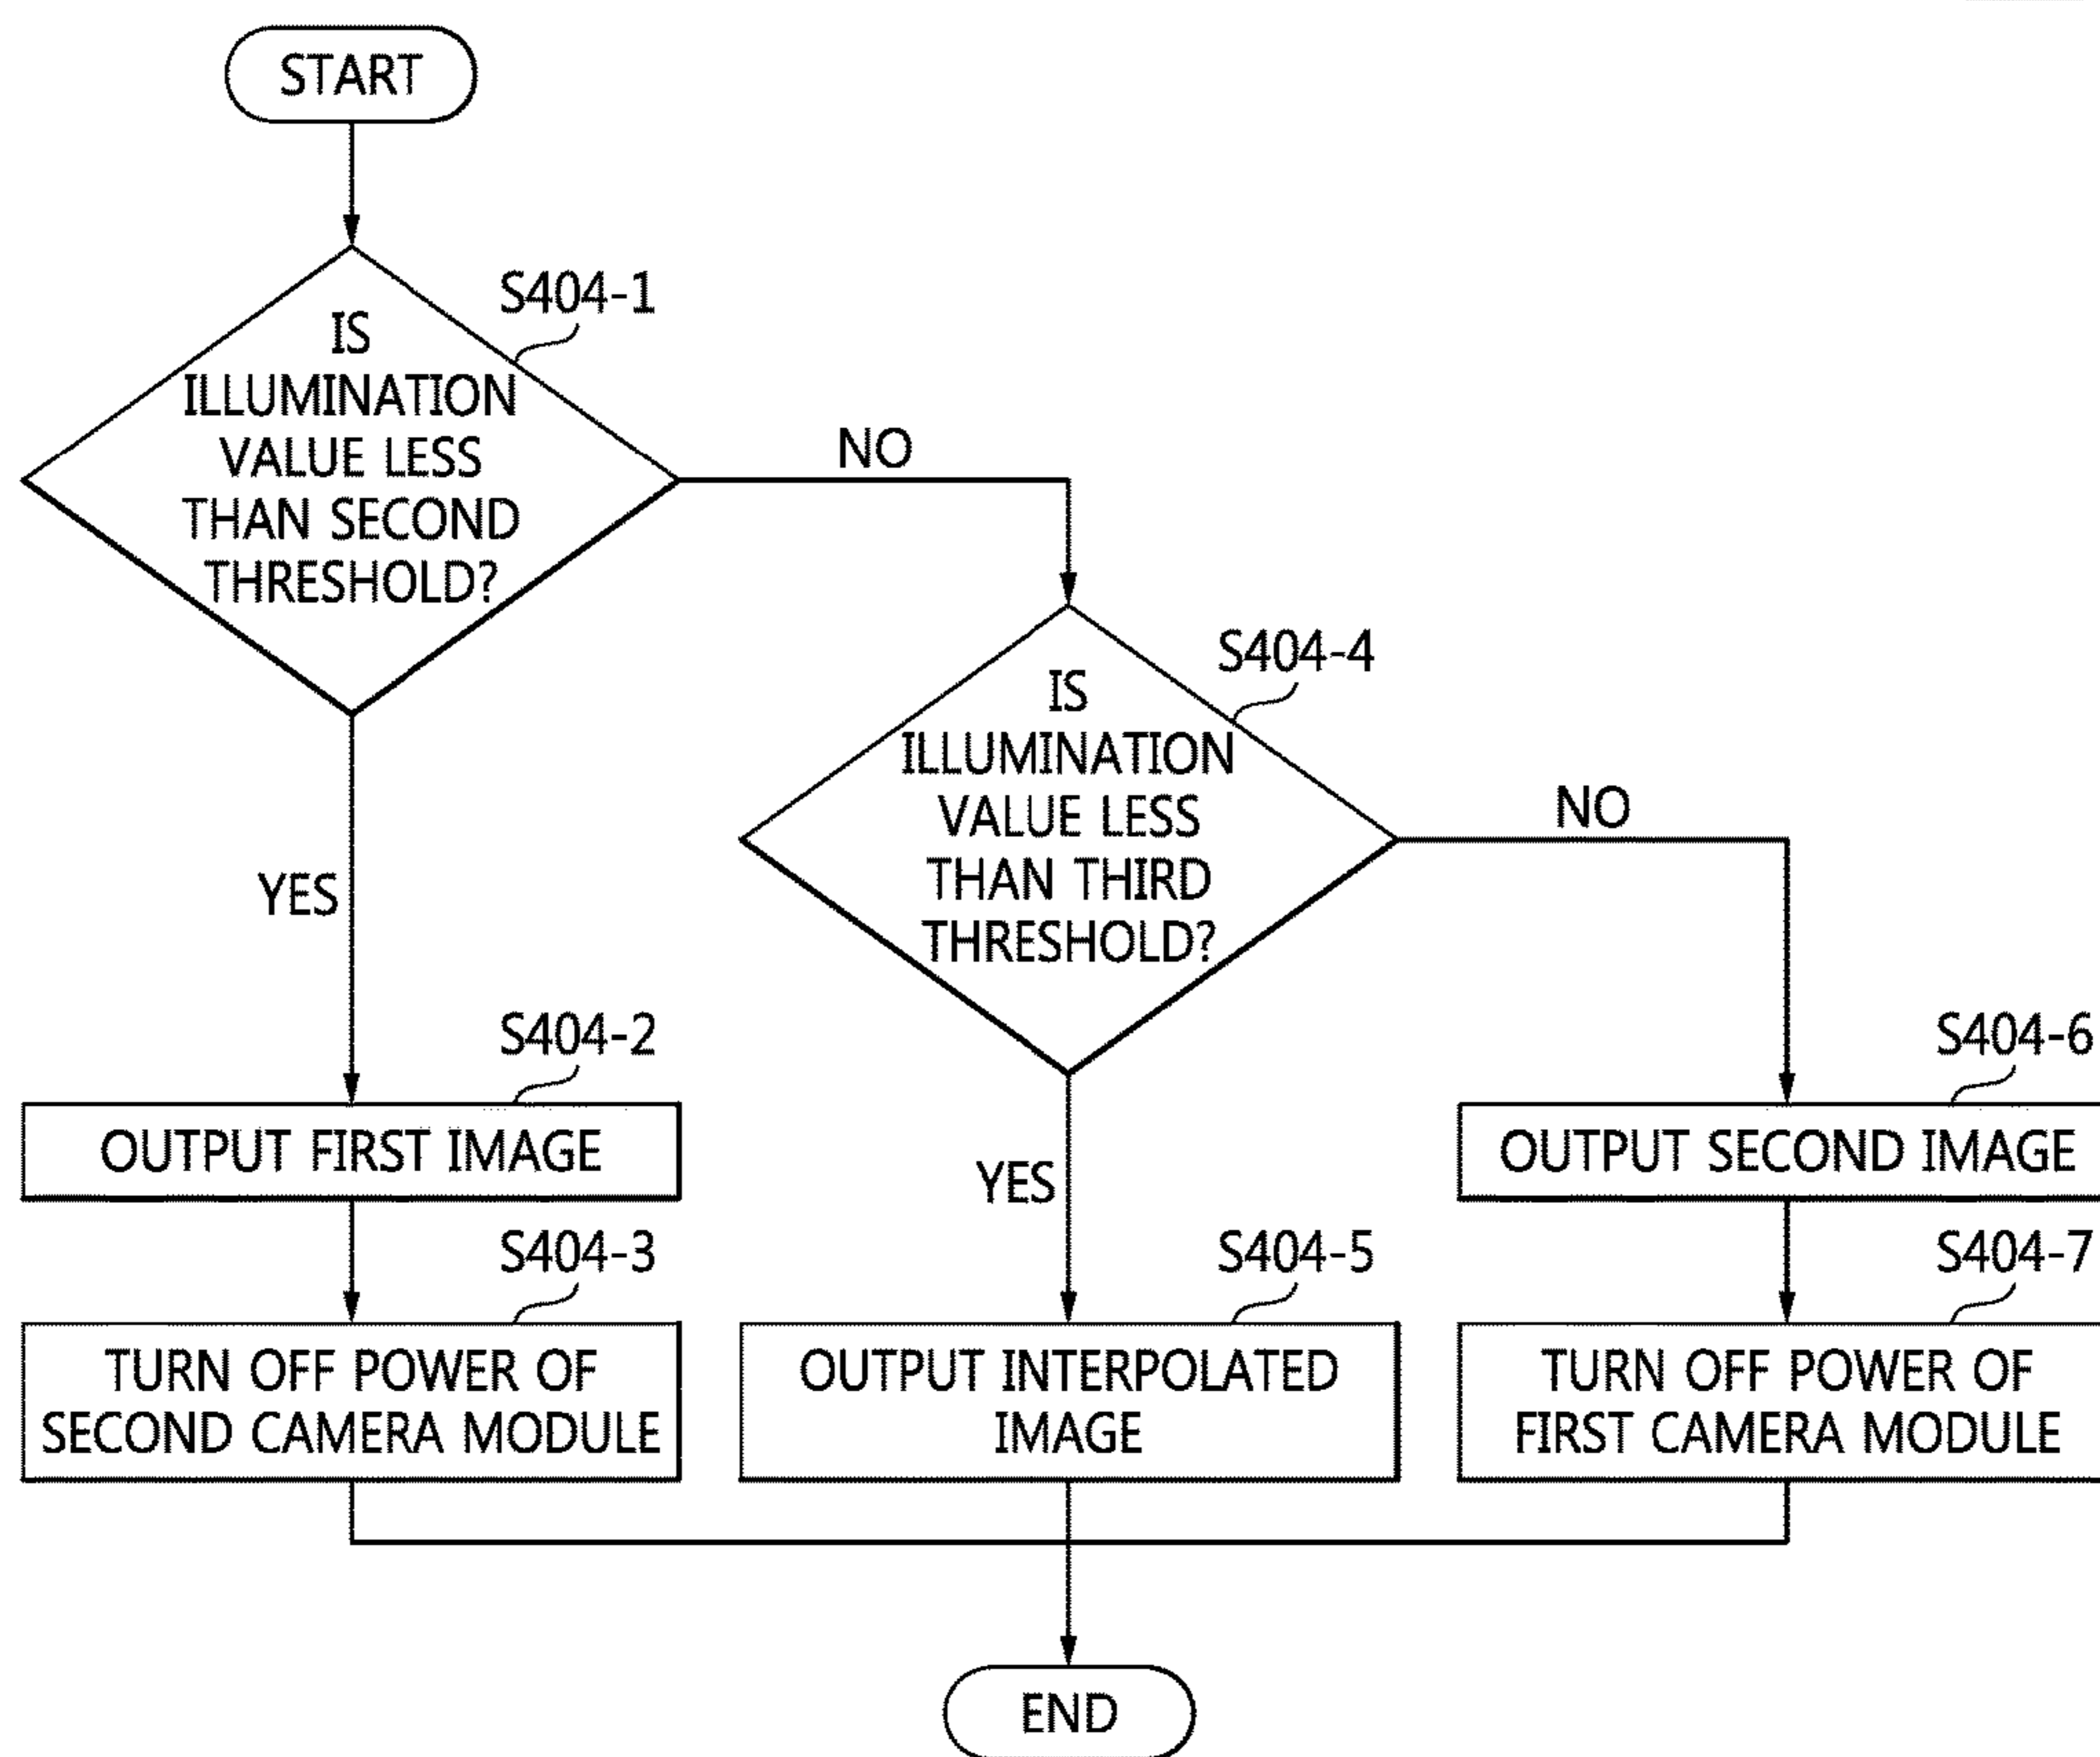 START
S404-1
IS
ILLUMINATION
VALUE LESS
THAN SECOND
THRESHOLD?
NO
YES
S404-4
IS
ILLUMINATION
VALUE LESS
THAN THIRD
THRESHOLD?
NO
YES
S404-2
OUTPUT FIRST IMAGE
S404-3
TURN OFF POWER OF
SECOND CAMERA MODULE
S404-5
OUTPUT INTERPOLATED
IMAGE
S404-6
OUTPUT SECOND IMAGE
S404-7
TURN OFF POWER OF
FIRST CAMERA MODULE
END